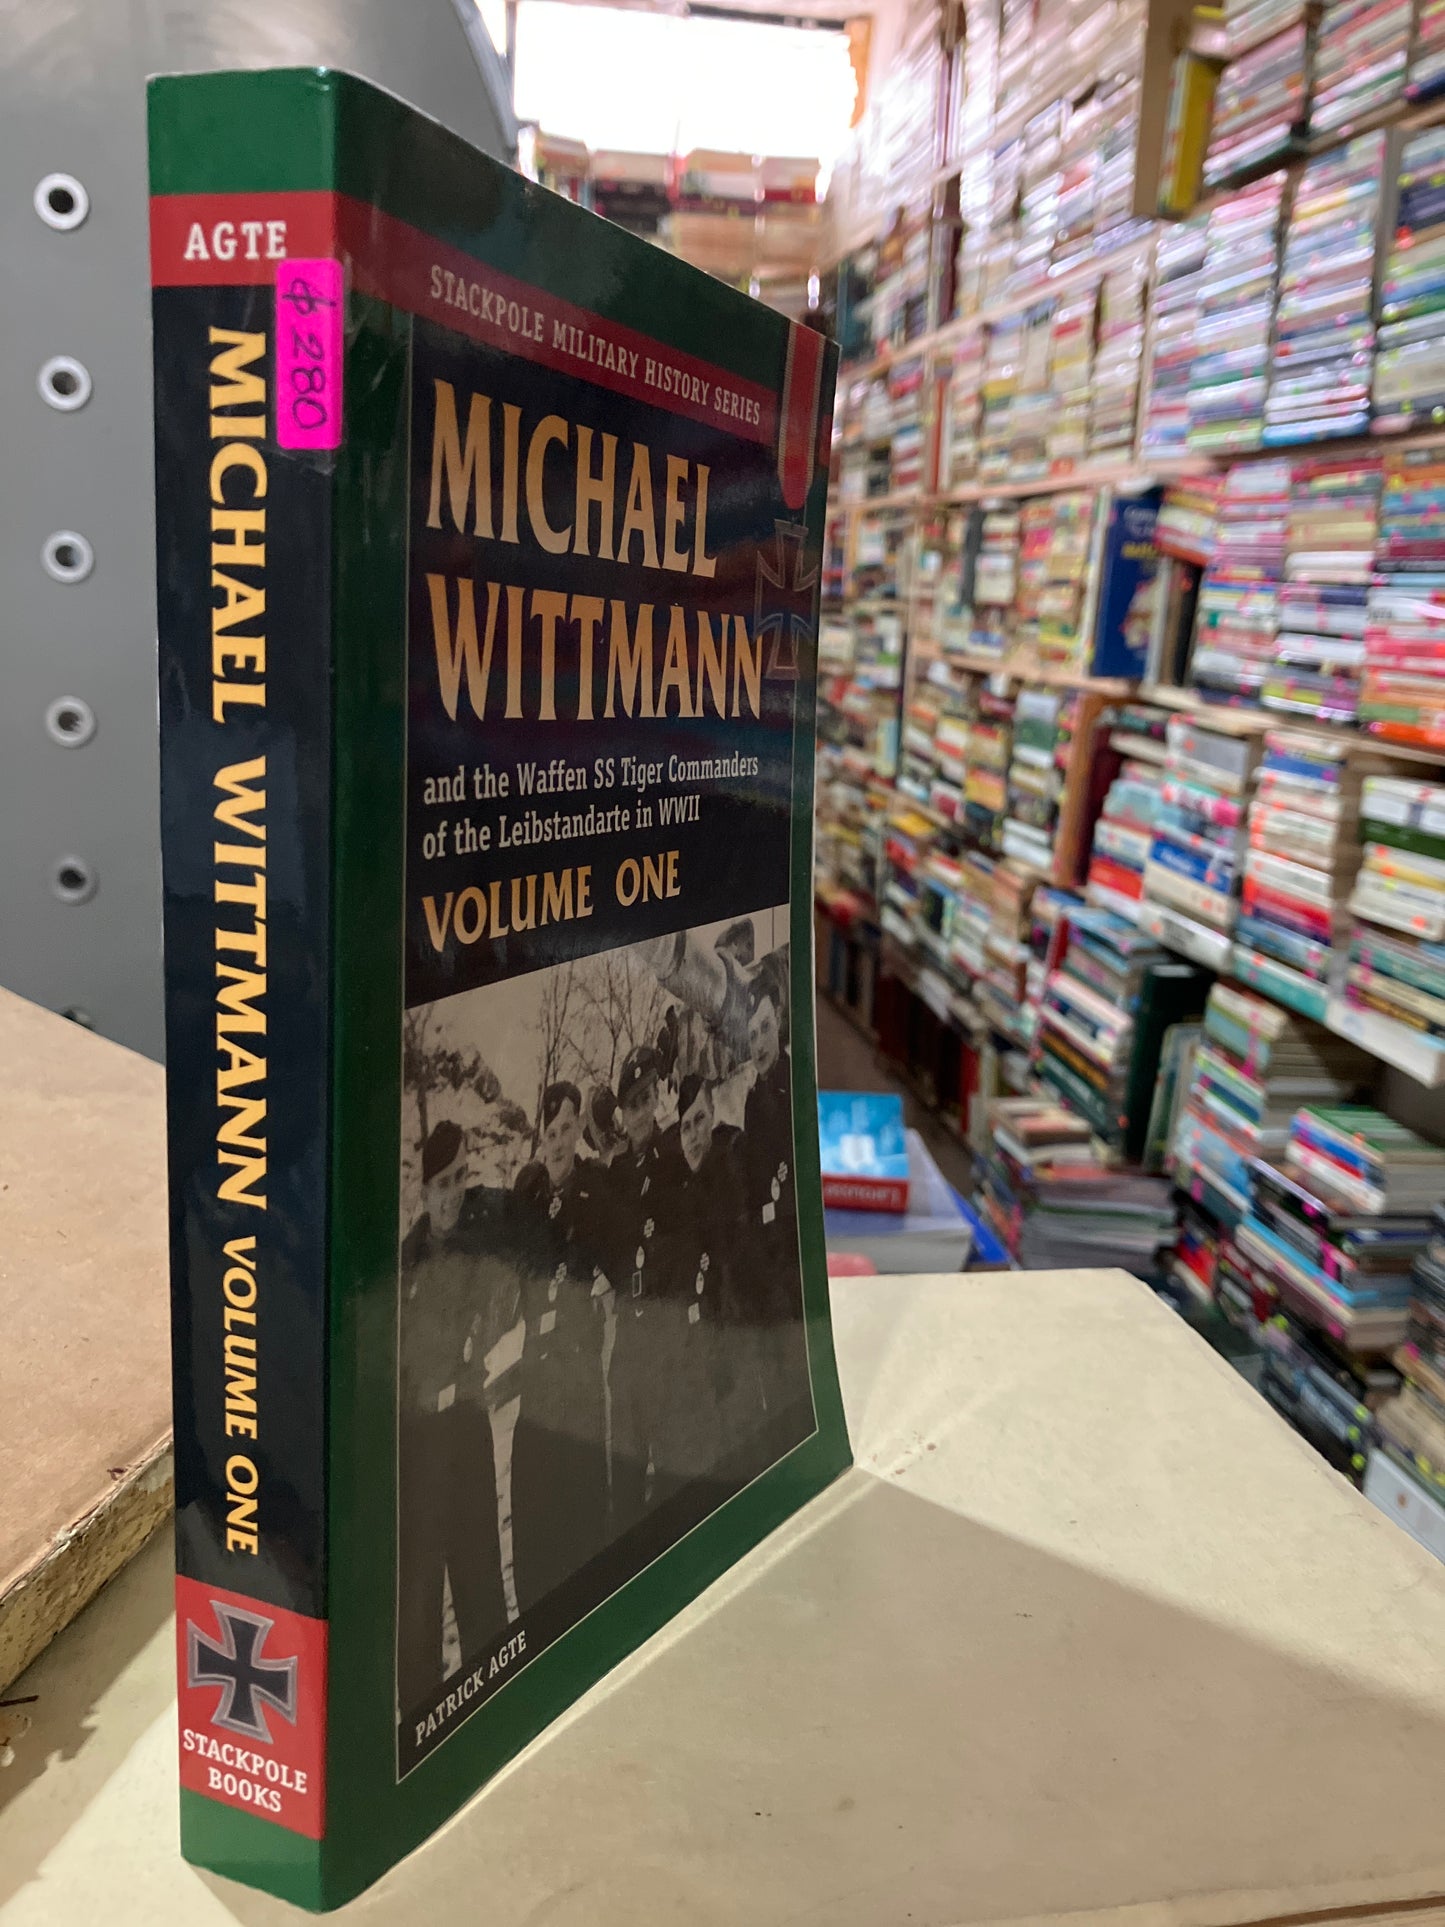 AGTE
$280
MICHAEL WITTMANN VOLUME ONE
STACKPOLE
BOOKS
STACKPOLE MILITARY HISTORY SERIES
MICHAEL
WITTMANN
and the Waffen SS Tiger Commanders
of the Leibstandarte in WWII
VOLUME ONE
PATRICK AGTE